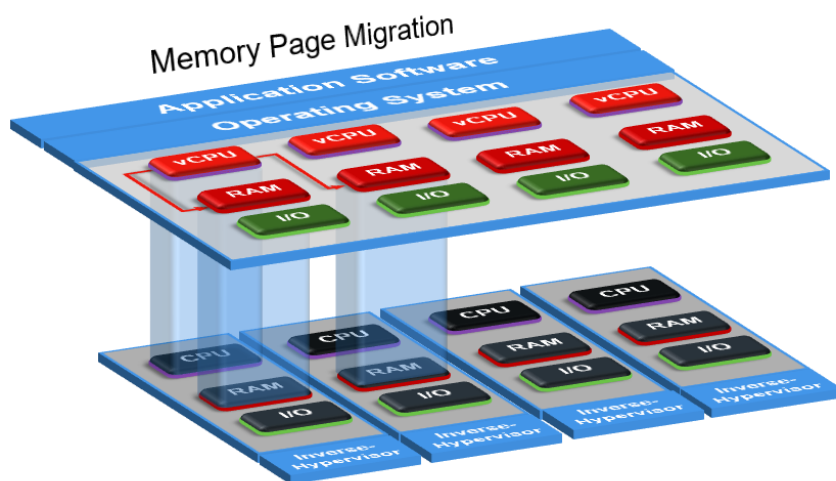 Memory Page Migration
Application Software
Operating System
vCPU
vCPU
vCPU
vCPU
RAM
RAM
RAM
RAM
I/O
I/O
I/O
I/O
CPU
CPU
CPU
CPU
RAM
RAM
RAM
RAM
I/O
I/O
I/O
I/O
Inverse-
Hypervisor
Inverse-
Hypervisor
Inverse-
Hypervisor
Inverse-
Hypervisor